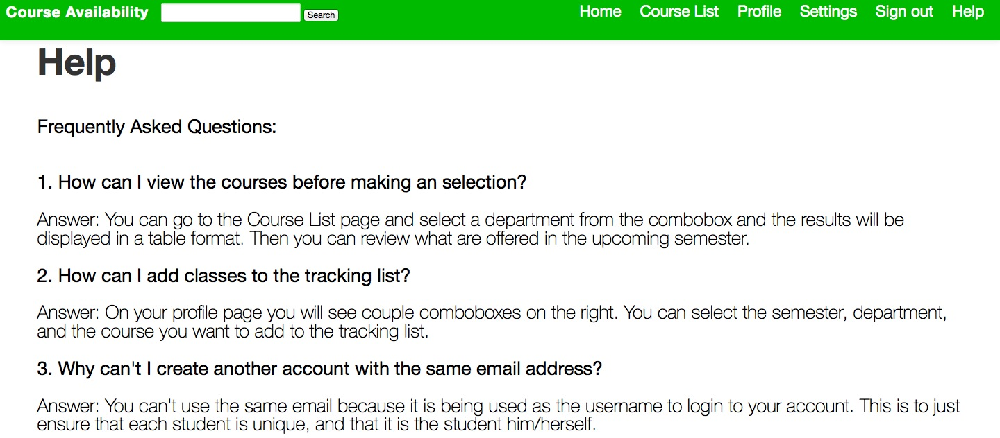 Course Availability Search Home Course List Profile Settings Sign out Help
Help
Frequently Asked Questions:
1. How can I view the courses before making an selection?
Answer: You can go to the Course List page and select a department from the combobox and the results will be
displayed in a table format. Then you can review what are offered in the upcoming semester.
2. How can I add classes to the tracking list?
Answer: On your profile page you will see couple comboboxes on the right. You can select the semester, department,
and the course you want to add to the tracking list.
3. Why can't I create another account with the same email address?
Answer: You can't use the same email because it is being used as the username to login to your account. This is to just
ensure that each student is unique, and that it is the student him/herself.